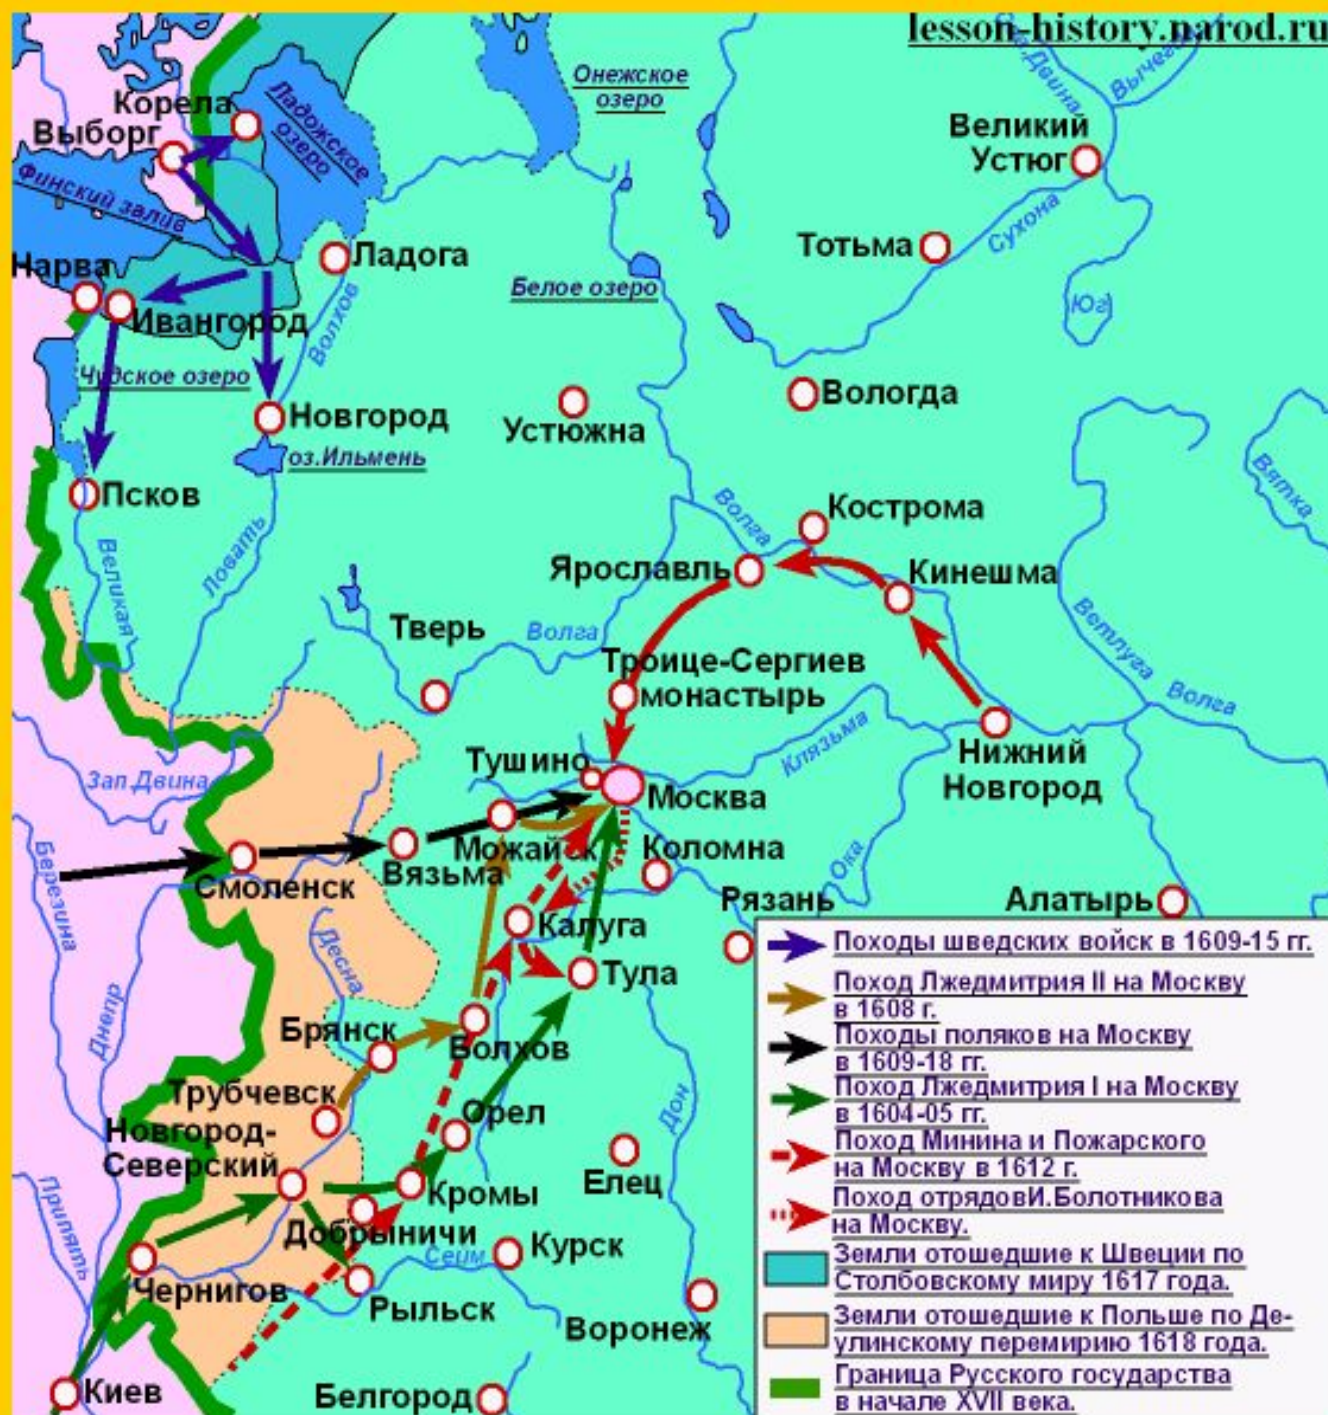 lesson-history.narod.ru
Онежское
озеро
Вычег
Корела
Выборг
Ладожское
озеро
Великий
Устюг
Финский залив
Сухона
Тотьма
Ладога
Нарва
Белое озеро
Юг
Ивангород
Волхов
Чудское озеро
Вологда
Новгород
Устюжна
оз.Ильмень
Псков
Вятка
Кострома
Волга
Ярославль
Кинешма
Великая
Ловать
Тверь
Волга
Ветлуга
Волга
Троице-Сергиев
монастырь
Клязьма
Нижний
Новгород
Тушино
Зап.Двина
Москва
Можайск
Коломна
Березина
Вязьма
Смоленск
Ока
Рязань
Алатырь
Калуга
Десна
Тула
Днепр
Брянск
Волхов
Трубчевск
Дон
Орел
Новгород-
Северский
Елец
Кромы
Припять
Добрыничи
Сеим
Курск
Чернигов
Рыльск
Воронеж
Киев
Белгород
Походы шведских войск в 1609-15 гг.
Поход Лжедмитрия II на Москву
в 1608 г.
Походы поляков на Москву
в 1609-18 гг.
Поход Лжедмитрия I на Москву
в 1604-05 гг.
Поход Минина и Пожарского
на Москву в 1612 г.
Поход отрядовИ.Болотникова
на Москву.
Земли отошедшие к Швеции по
Столбовскому миру 1617 года.
Земли отошедшие к Польше по Де-
улинскому перемирию 1618 года.
Граница Русского государства
в начале XVII века.